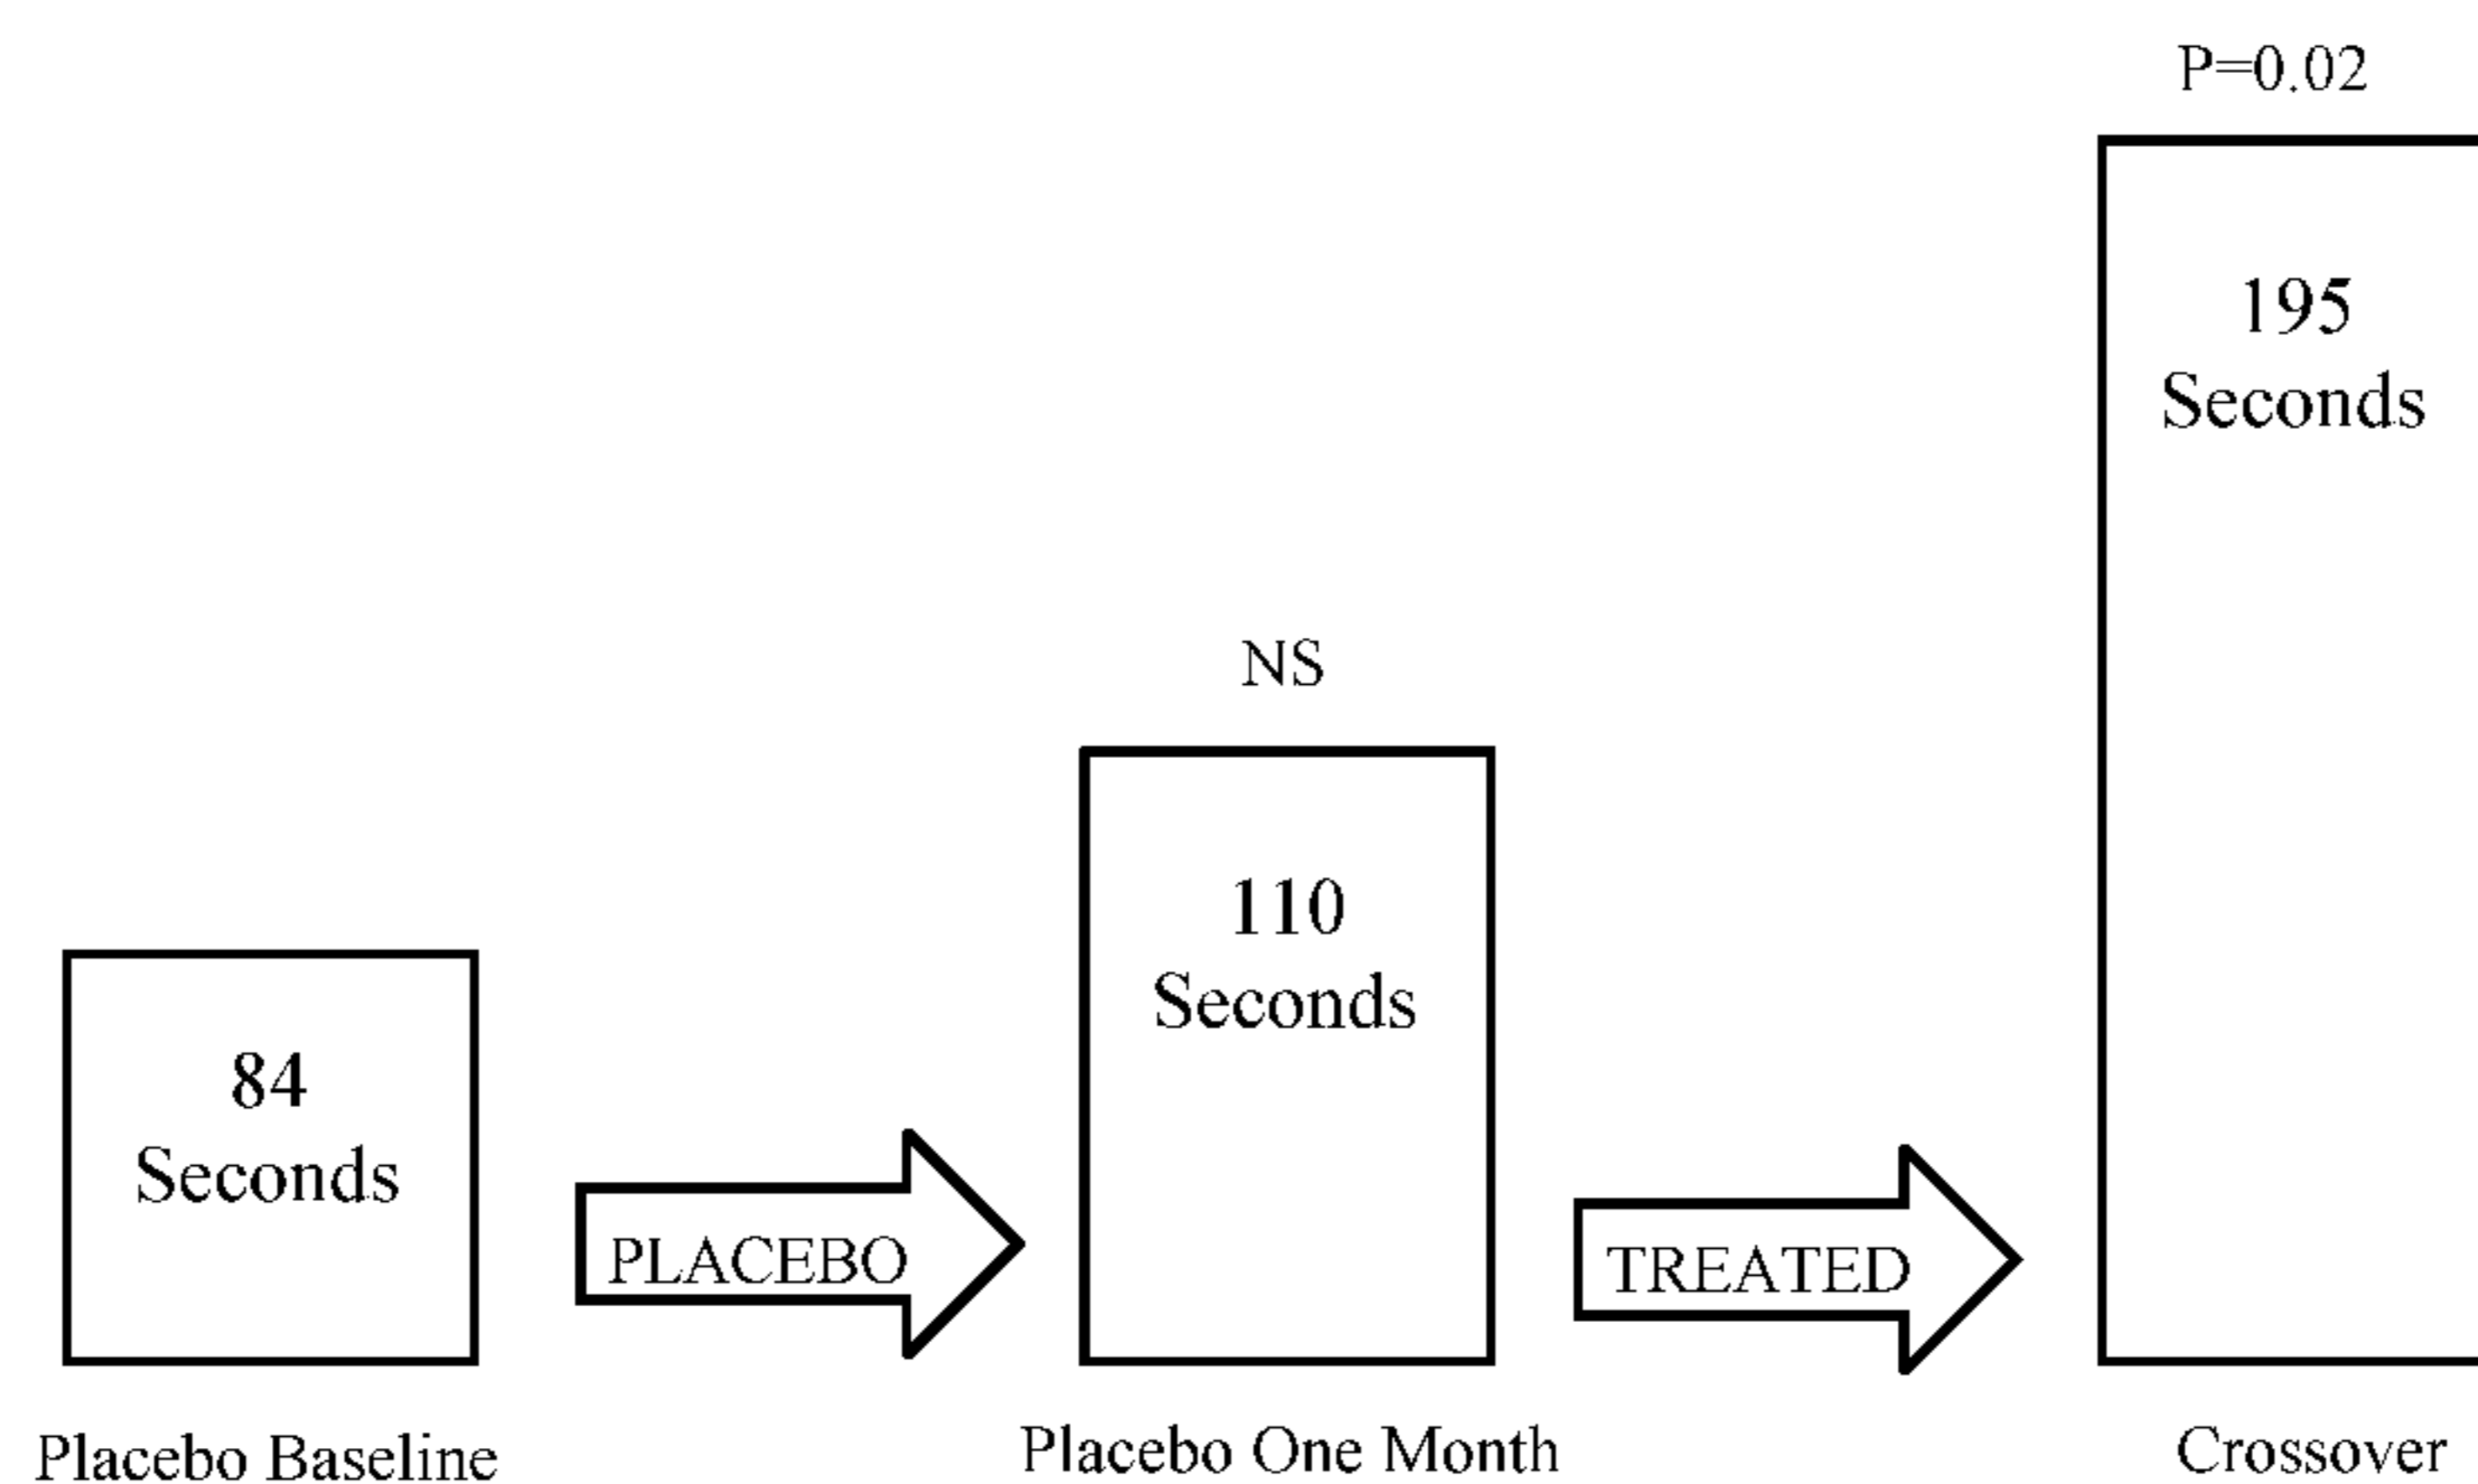 P=0.02
195
Seconds
NS
110
Seconds
84
Seconds
PLACEBO
TREATED
Placebo Baseline
Placebo One Month
Crossover